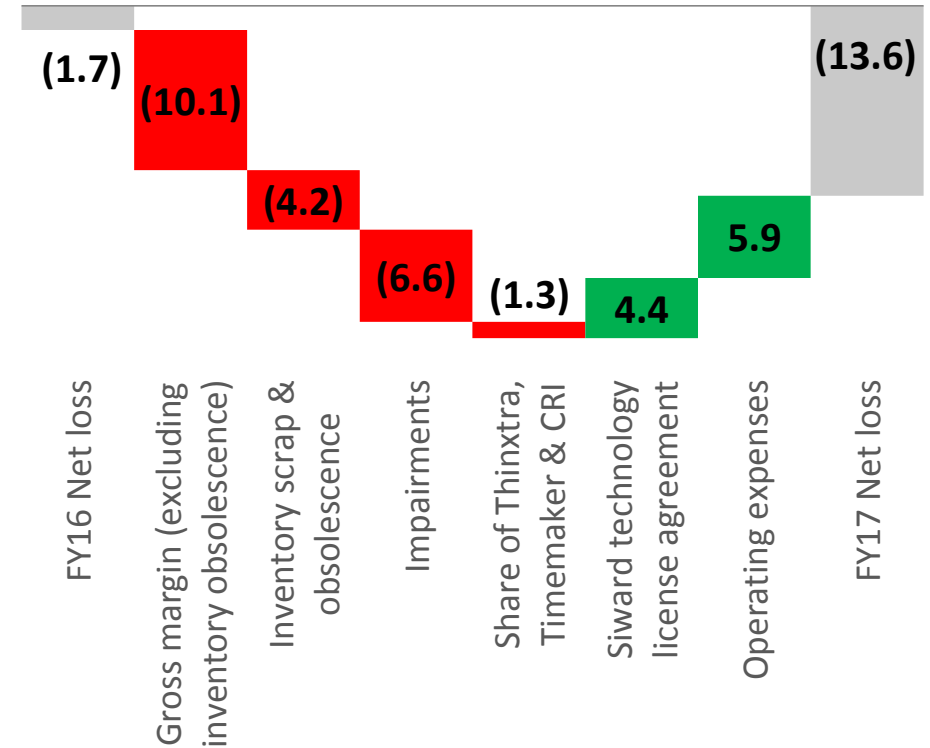 (1.7)
(10.1)
(4.2)
(6.6)
(1.3)
4.4
5.9
(13.6)
FY16 Net loss
Gross margin (excluding
inventory obsolescence)
Inventory scrap &
obsolescence
Impairments
Share of Thinxtra,
Timemaker & CRI
Siward technology
license agreement
Operating expenses
FY17 Net loss